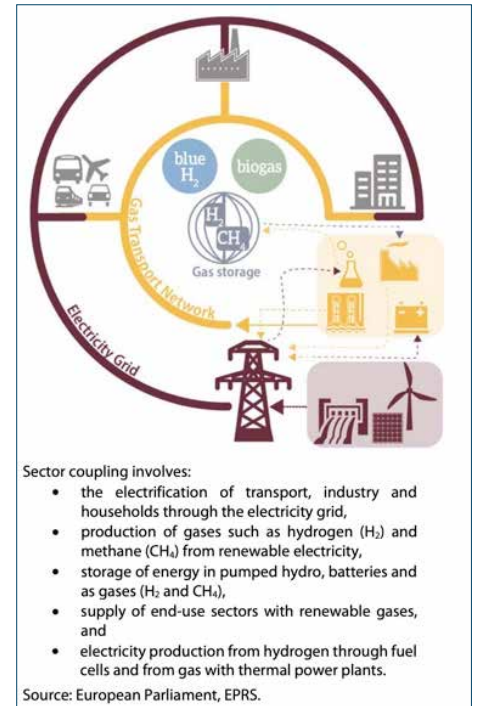 blue
H₂
biogas
H₂
CH₄
Gas storage
Gas Transport Network
Electricity Grid
Sector coupling involves:
• the electrification of transport, industry and
households through the electricity grid,
• production of gases such as hydrogen (H₂) and
methane (CH₄) from renewable electricity,
• storage of energy in pumped hydro, batteries and
as gases (H₂ and CH₄),
• supply of end-use sectors with renewable gases,
and
• electricity production from hydrogen through fuel
cells and from gas with thermal power plants.
Source: European Parliament, EPRS.